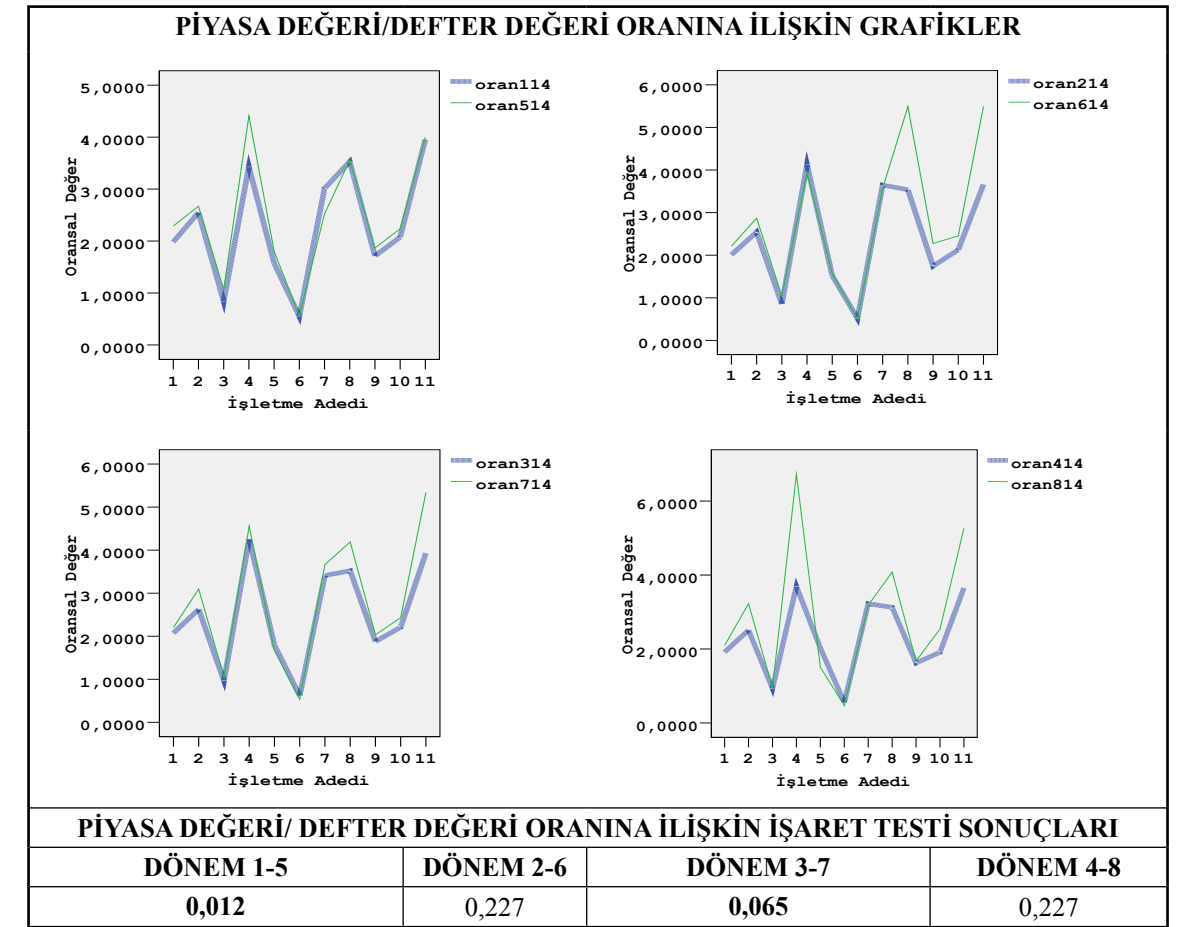 PİYASA DEĞERİ/DEFTER DEĞERİ ORANINA İLİŞKİN GRAFİKLER
oran114
oran514
5,0000
4,0000
3,0000
2,0000
1,0000
0,0000
Oransal Değer
1 2 3 4 5 6 7 8 9 10 11
İşletme Adedi
oran214
oran614
6,0000
5,0000
4,0000
3,0000
2,0000
1,0000
0,0000
Oransal Değer
1 2 3 4 5 6 7 8 9 10 11
İşletme Adedi
oran314
oran714
6,0000
5,0000
4,0000
3,0000
2,0000
1,0000
0,0000
Oransal Değer
1 2 3 4 5 6 7 8 9 10 11
İşletme Adedi
oran414
oran814
6,0000
4,0000
2,0000
0,0000
Oransal Değer
1 2 3 4 5 6 7 8 9 10 11
İşletme Adedi
PİYASA DEĞERİ/ DEFTER DEĞERİ ORANINA İLİŞKİN İŞARET TESTİ SONUÇLARI
DÖNEM 1-5 DÖNEM 2-6 DÖNEM 3-7 DÖNEM 4-8
0,012 0,227 0,065 0,227